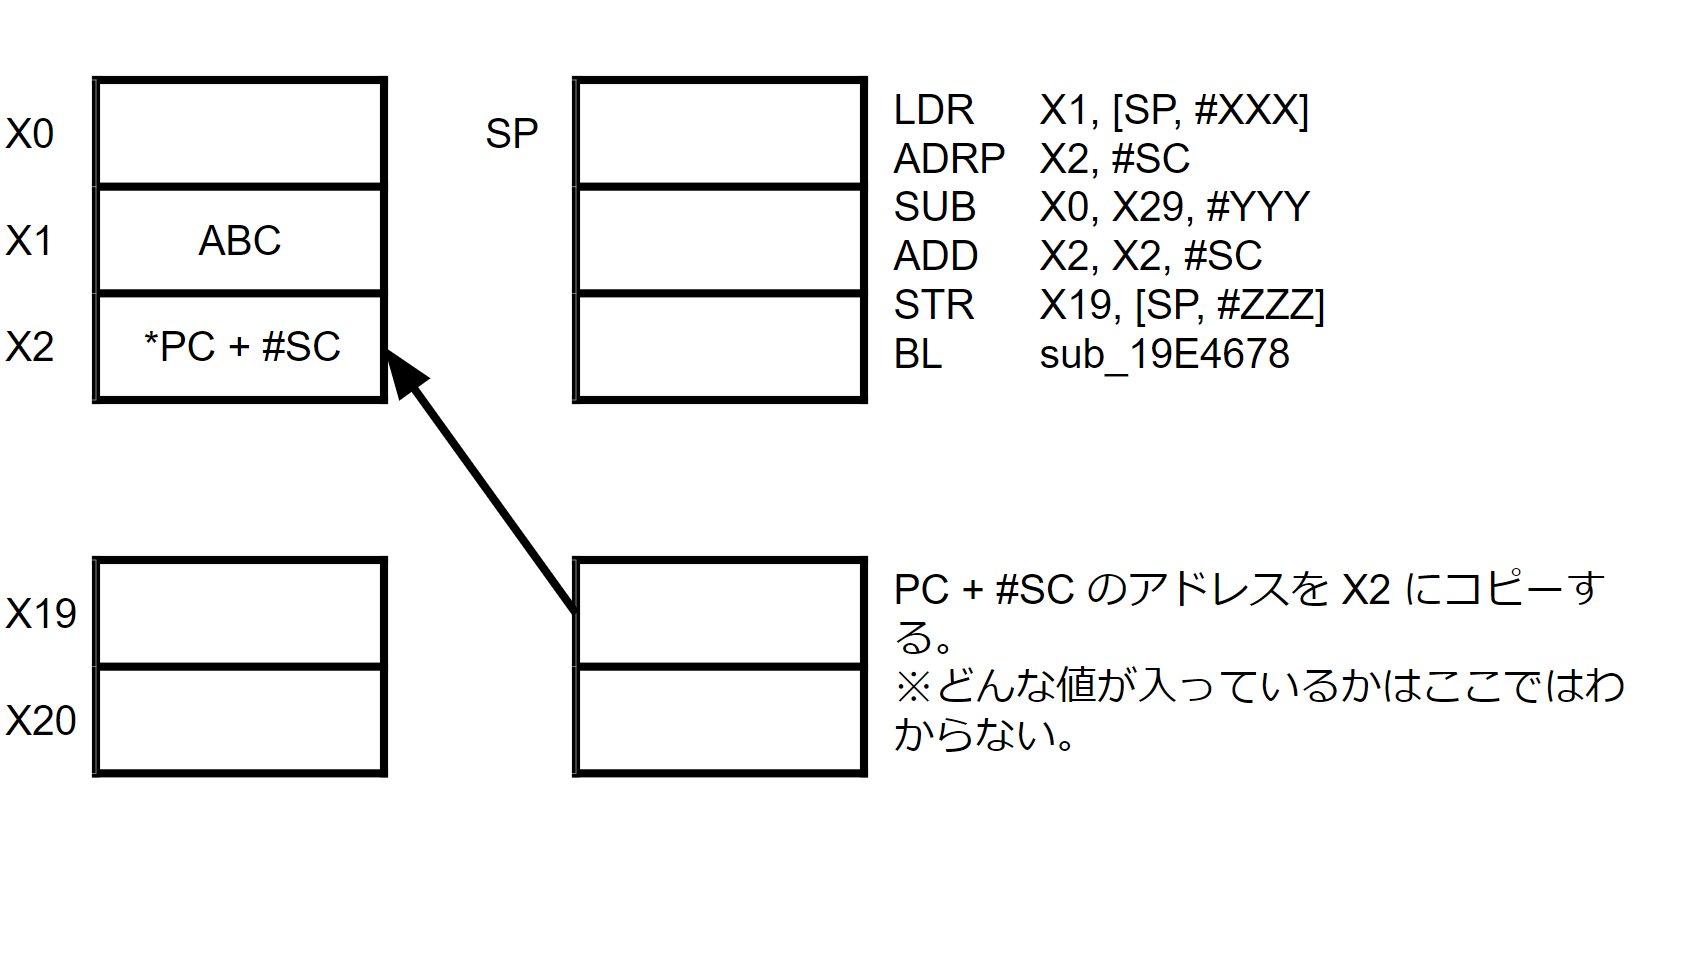 X0
X1
X2
ABC
*PC + #SC
SP
LDR X1, [SP, #XXX]
ADRP X2, #SC
SUB X0, X29, #YYY
ADD X2, X2, #SC
STR X19, [SP, #ZZZ]
BL sub_19E4678
X19
X20
PC + #SC のアドレスを X2 にコピーす
る。
※どんな値が入っているかはここではわ
からない。